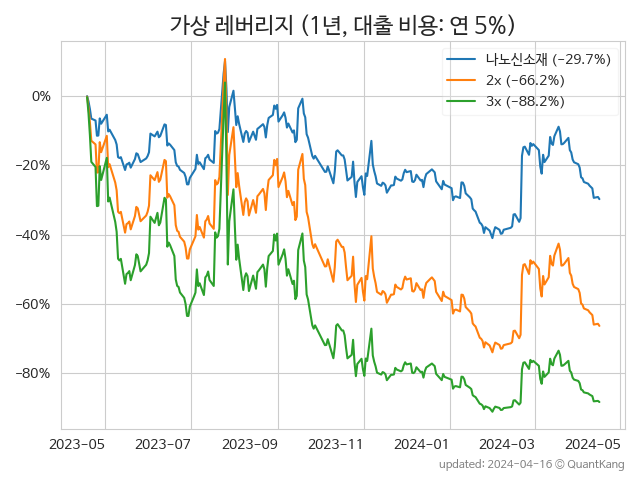 가상 레버리지 (1년, 대출 비용: 연 5%)
나노신소재 (−29.7%)
2x (−66.2%)
3x (−88.2%)
0%
−20%
−40%
−60%
−80%
2023-05 2023-07 2023-09 2023-11 2024-01 2024-03 2024-05
updated: 2024-04-16 © QuantKang